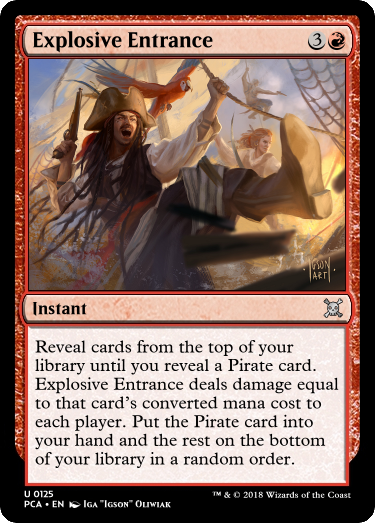 Explosive Entrance 3
Igson
Art
Instant
Reveal cards from the top of your
library until you reveal a Pirate card.
Explosive Entrance deals damage equal
to that card's converted mana cost to
each player. Put the Pirate card into
your hand and the rest on the bottom
of your library in a random order.
U 0125
PCA • EN Iga "Igson" Oliwiak
™ & © 2018 Wizards of the Coast